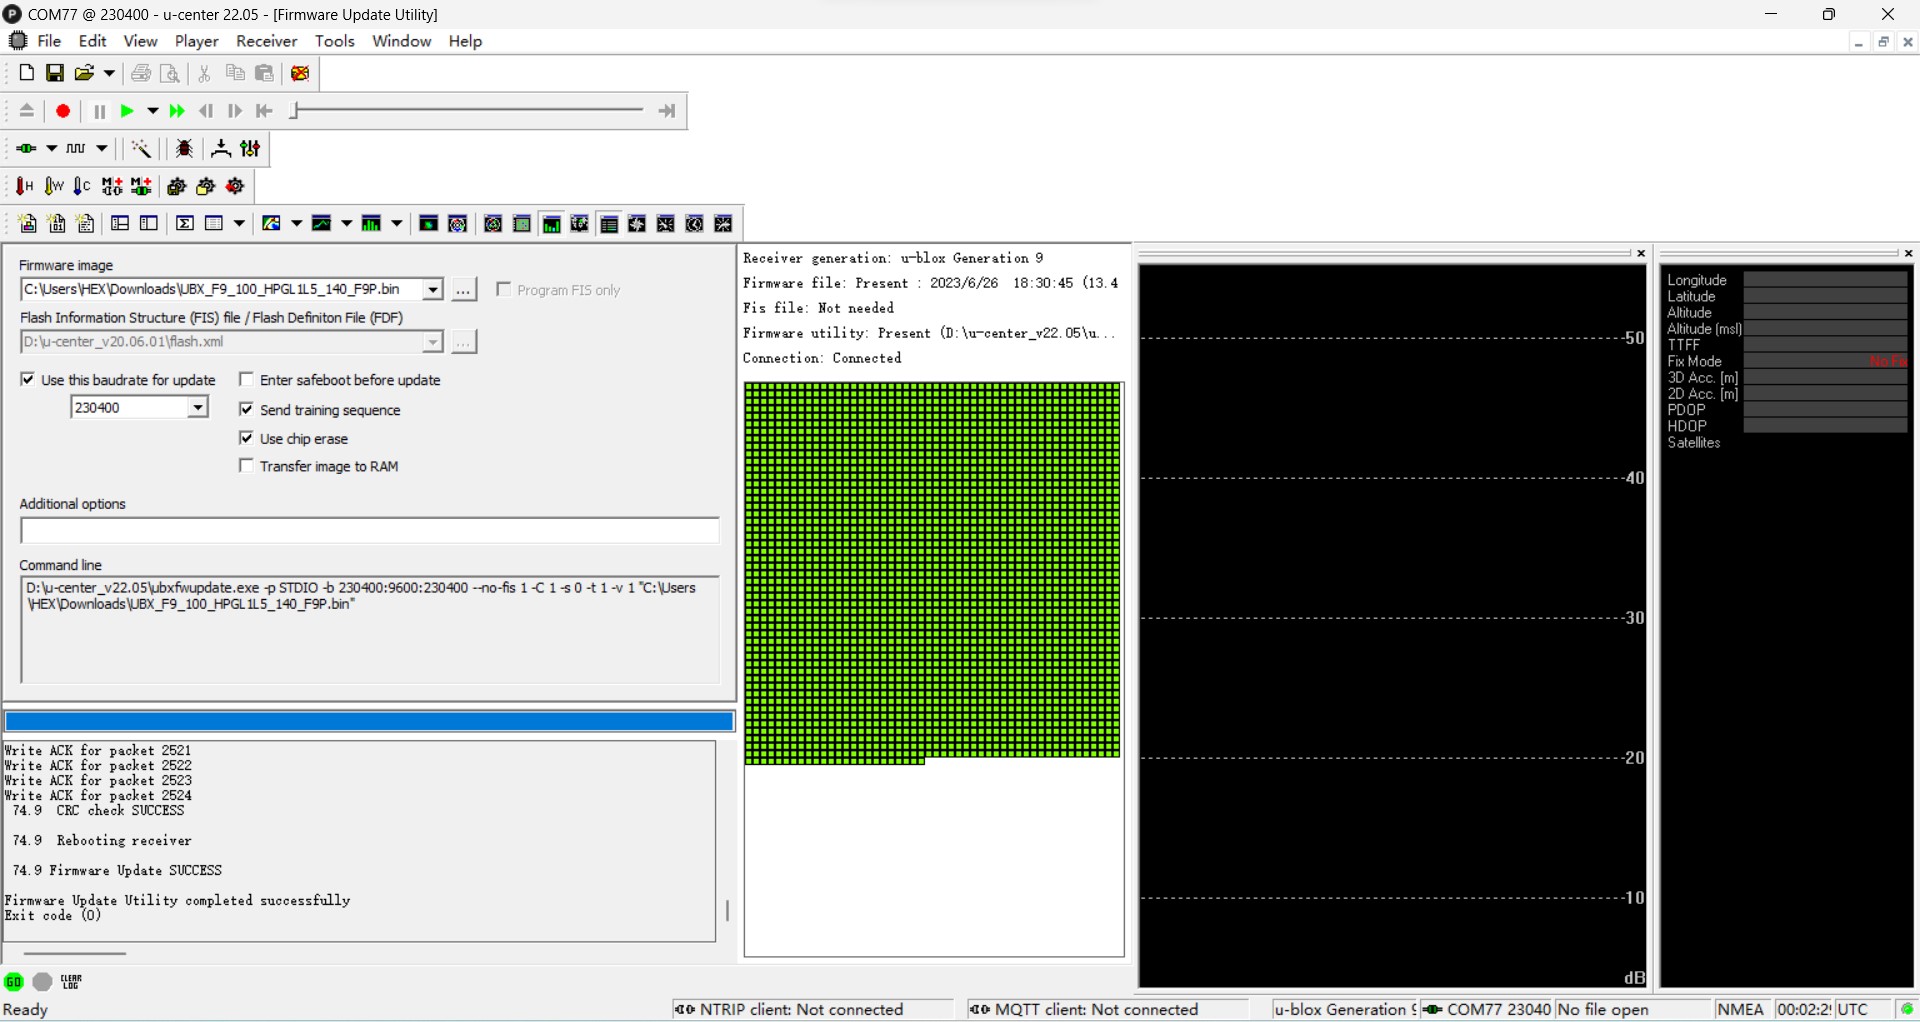 COM77 @ 230400 - u-center 22.05 - [Firmware Update Utility]
File Edit View Player Receiver Tools Window Help
Firmware image
C:\Users\HEX\Downloads\UBX_F9_100_HPGL1L5_140_F9P.bin
...
Program FIS only
Flash Information Structure (FIS) file / Flash Definiton File (FDF)
D:\u-center_v20.06.01\flash.xml
...
Use this baudrate for update
Enter safeboot before update
230400
Send training sequence
Use chip erase
Transfer image to RAM
Additional options
Command line
D:\u-center_v22.05\ubxfwupdate.exe -p STDIO -b 230400:9600:230400 --no-fis 1 -C 1 -s 0 -t 1 -v 1 "C:\Users
\HEX\Downloads\UBX_F9_100_HPGL1L5_140_F9P.bin"
Write ACK for packet 2521
Write ACK for packet 2522
Write ACK for packet 2523
Write ACK for packet 2524
74.9 CRC check SUCCESS
74.9 Rebooting receiver
74.9 Firmware Update SUCCESS
Firmware Update Utility completed successfully
Exit code (0)
GO
CLEAR
LOG
Receiver generation: u-blox Generation 9
Firmware file: Present : 2023/6/26 18:30:45 (13.4
Fis file: Not needed
Firmware utility: Present (D:\u-center_v22.05\u...
Connection: Connected
50
40
30
20
10
dB
Longitude
Latitude
Altitude
Altitude (msl)
TTFF
Fix Mode No Fix
3D Acc. [m]
2D Acc. [m]
PDOP
HDOP
Satellites
Ready
NTRIP client: Not connected
MQTT client: Not connected
u-blox Generation
COM77 23040
No file open
NMEA
00:02:2
UTC